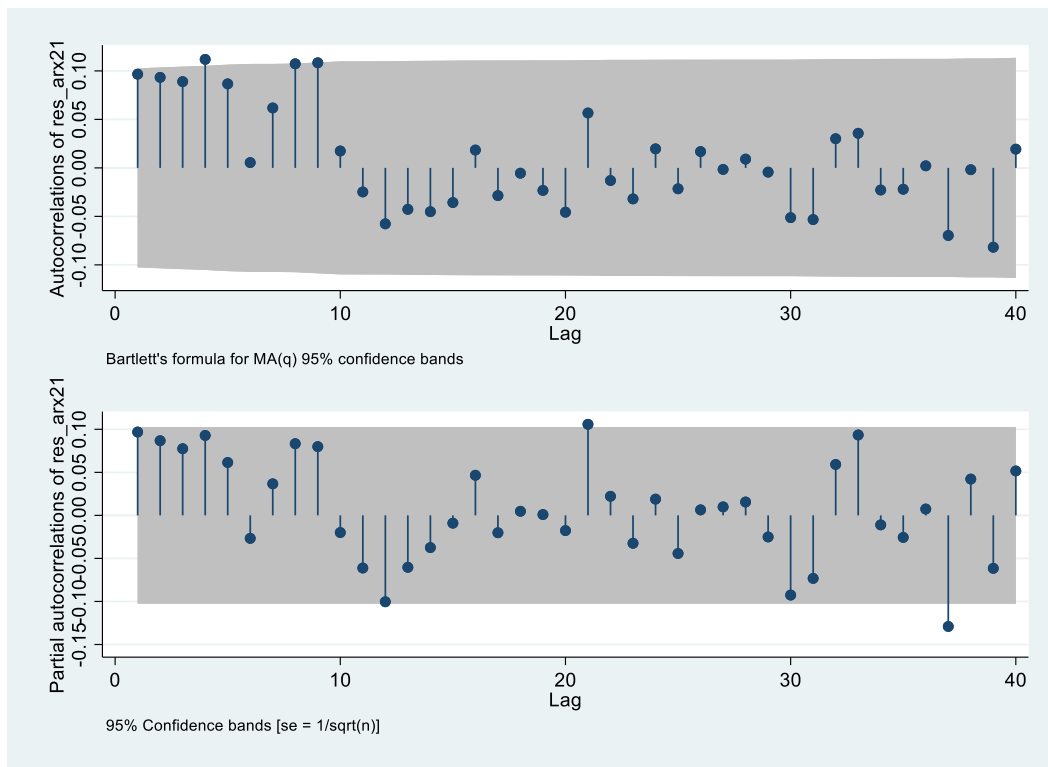 Autocorrelations of res_arx21
0.10
0.05
0.00
-0.05
-0.10
0 10 20 30 40
Lag
Bartlett's formula for MA(q) 95% confidence bands
Partial autocorrelations of res_arx21
0.10
0.05
0.00
-0.05
-0.10
-0.15
0 10 20 30 40
Lag
95% Confidence bands [se = 1/sqrt(n)]